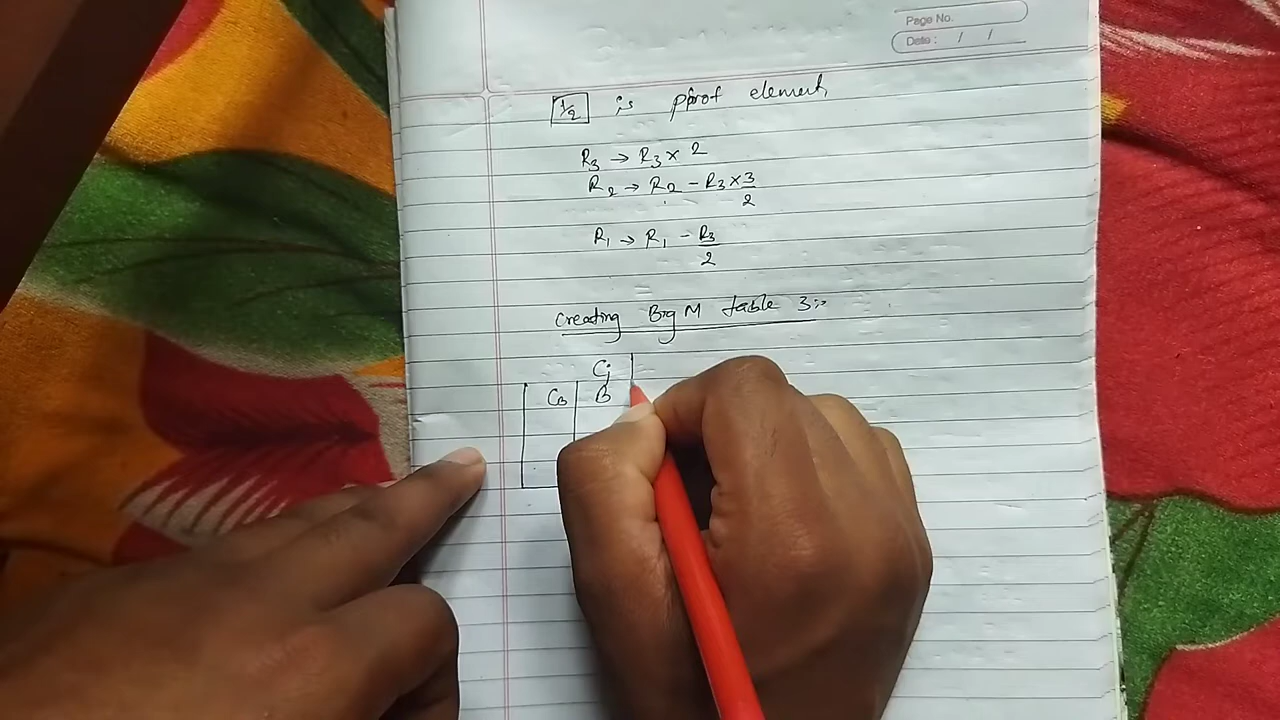 Page No.
Date : / /
1/2 is pivot element,
R3 → R3 × 2
R2 → R2 - R3 × 3/2
R1 → R1 - R3/2
Creating Big M table 3:-
Cj
CB B